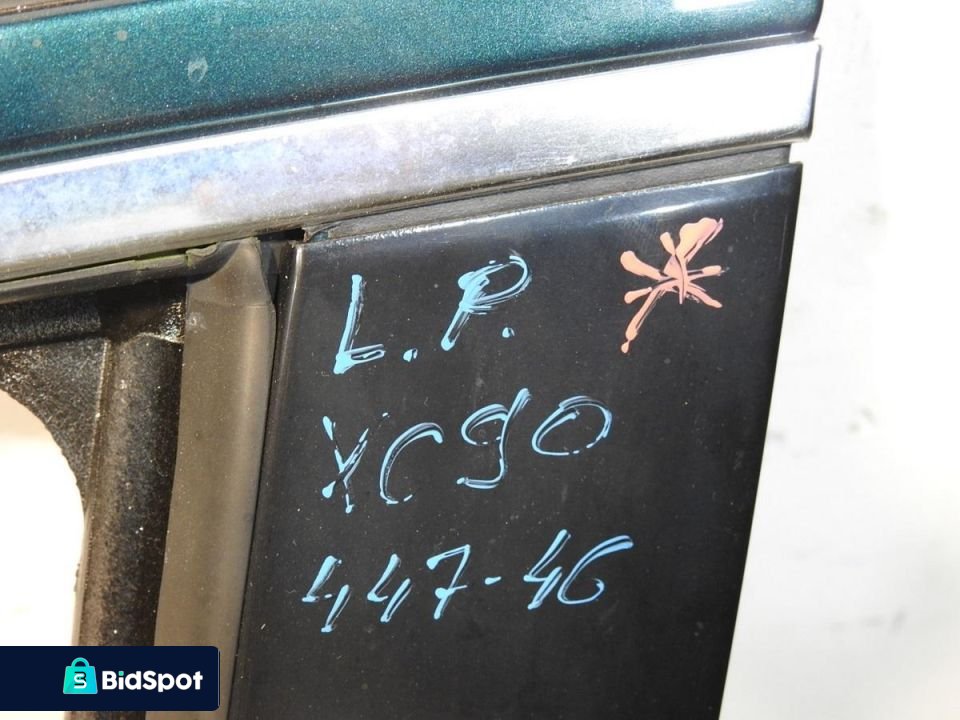 L.P.
XC90
447-46
BidSpot